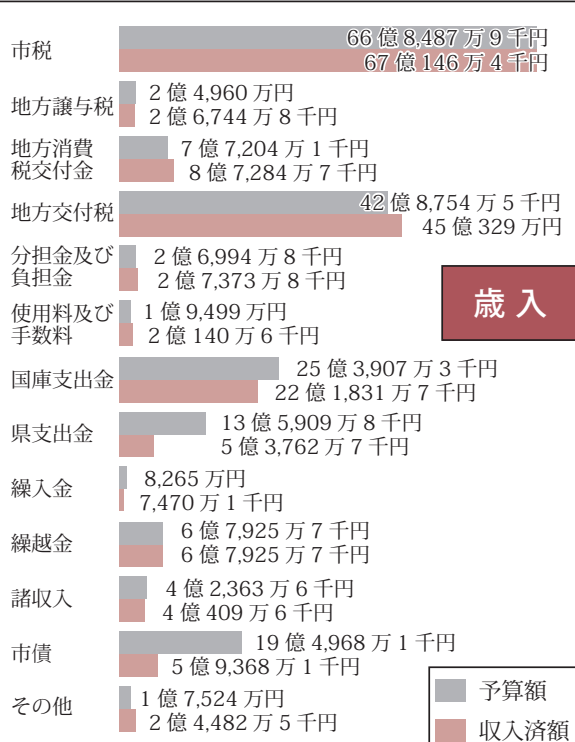 市税
66 億 8,487 万 9 千円
67 億 146 万 4 千円
地方譲与税
2 億 4,960 万円
2 億 6,744 万 8 千円
地方消費
税交付金
7 億 7,204 万 1 千円
8 億 7,284 万 7 千円
地方交付税
42 億 8,754 万 5 千円
45 億 329 万円
分担金及び
負担金
2 億 6,994 万 8 千円
2 億 7,373 万 8 千円
使用料及び
手数料
1 億 9,499 万円
2 億 140 万 6 千円
歳 入
国庫支出金
25 億 3,907 万 3 千円
22 億 1,831 万 7 千円
県支出金
13 億 5,909 万 8 千円
5 億 3,762 万 7 千円
繰入金
8,265 万円
7,470 万 1 千円
繰越金
6 億 7,925 万 7 千円
6 億 7,925 万 7 千円
諸収入
4 億 2,363 万 6 千円
4 億 409 万 6 千円
市債
19 億 4,968 万 1 千円
5 億 9,368 万 1 千円
その他
1 億 7,524 万円
2 億 4,482 万 5 千円
予算額
収入済額